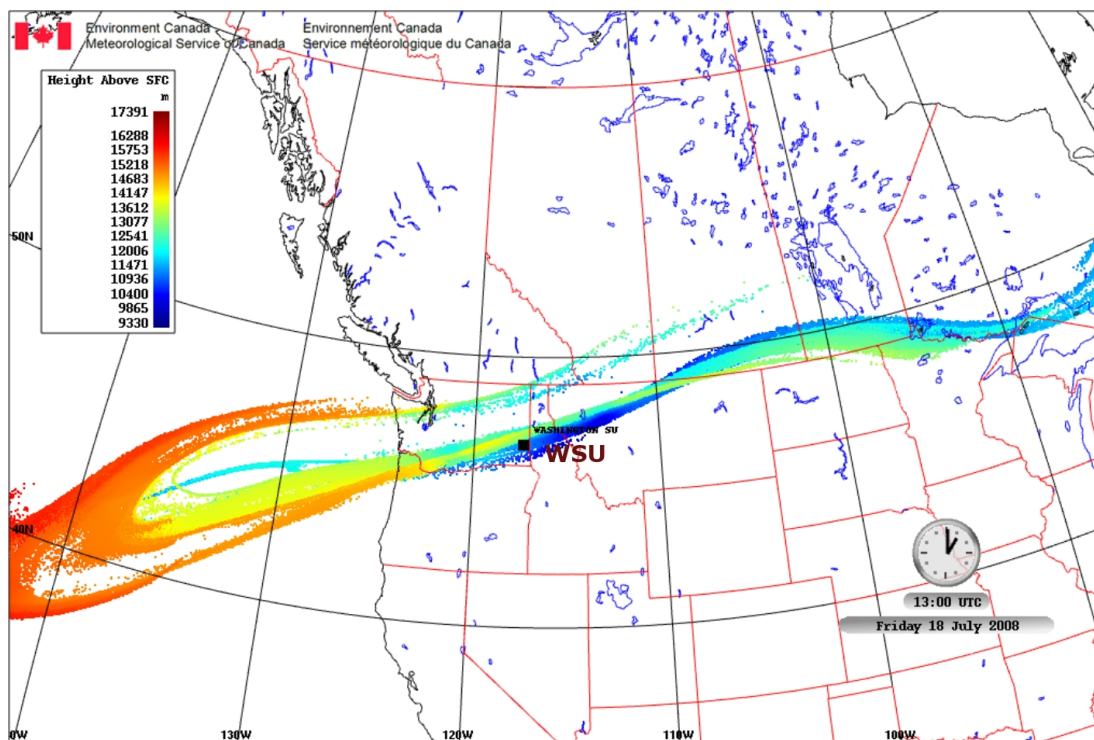 Environment Canada
Meteorological Service of Canada
Environnement Canada
Service météorologique du Canada
Height Above SFC
m
17391
16288
15753
15218
14683
14147
13612
13077
12541
12006
11471
10936
10400
9865
9330
50N
40N
WASHINGTON SU
WSU
13:00 UTC
Friday 18 July 2008
0W
130W
120W
110W
100W